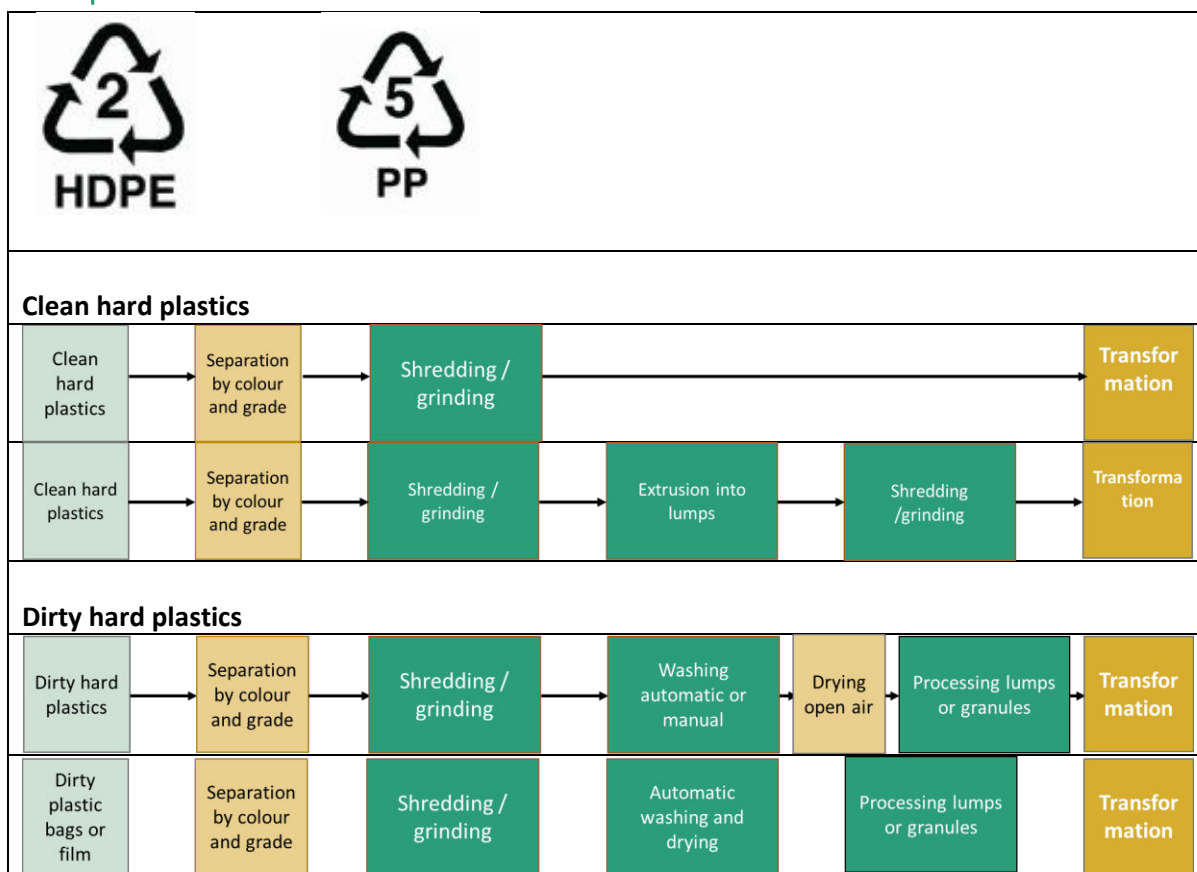 2
HDPE
5
PP
Clean hard plastics
Clean
hard
plastics
Separation
by colour
and grade
Shredding /
grinding
Transfor
mation
Clean hard
plastics
Separation
by colour
and grade
Shredding /
grinding
Extrusion into
lumps
Shredding
/grinding
Transforma
tion
Dirty hard plastics
Dirty hard
plastics
Separation
by colour
and grade
Shredding /
grinding
Washing
automatic or
manual
Drying
open air
Processing lumps
or granules
Transfor
mation
Dirty
plastic
bags or
film
Separation
by colour
and grade
Shredding /
grinding
Automatic
washing and
drying
Processing lumps
or granules
Transfor
mation